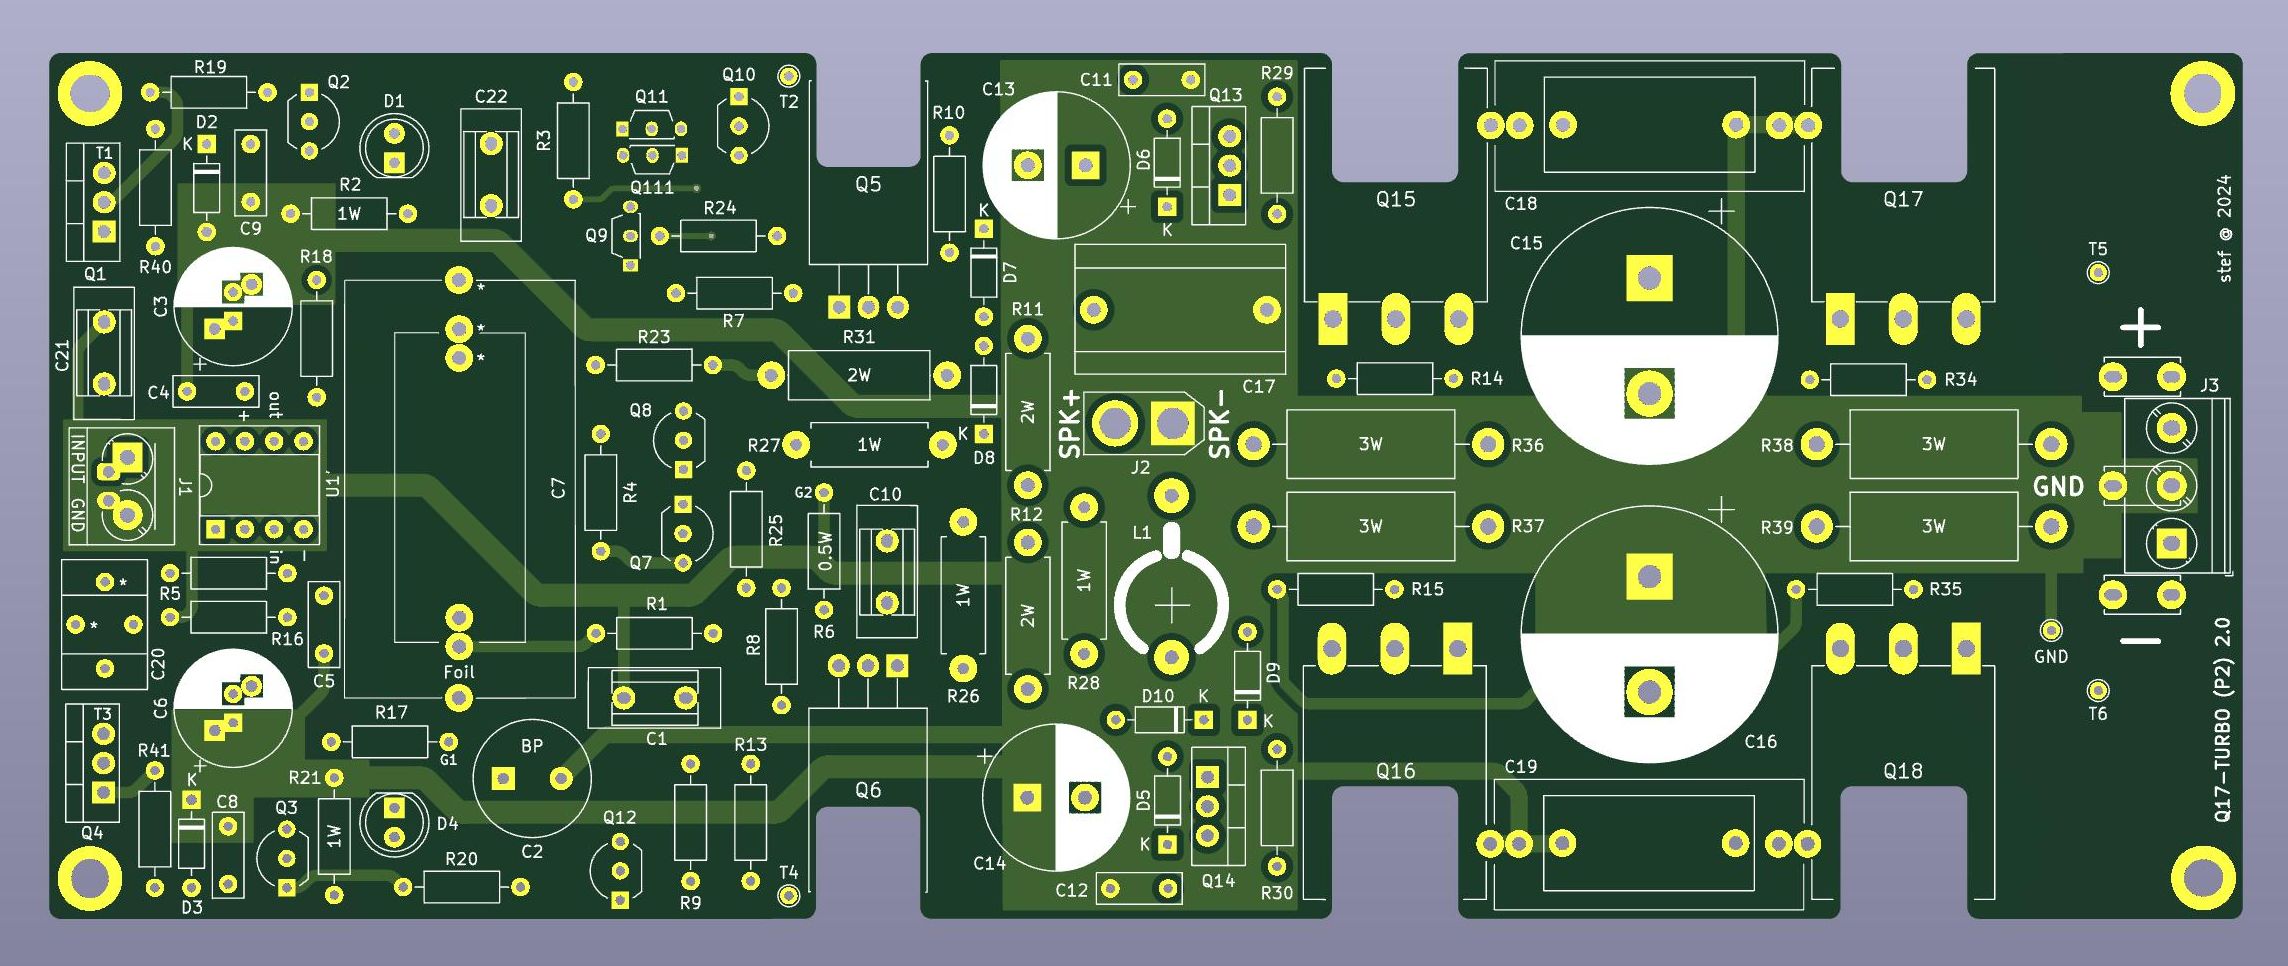 R19
Q2
D1
C22
R3
Q11
Q111
Q10
T2
R10
C13
C11
R29
Q13
D6
K
T1
D2
K
R40
C9
R2
1W
Q1
R18
C3
+
C21
C4
+
out
Q9
R24
R7
R23
R31
2W
Q5
K
D7
R11
2W
+
C17
Q15
C18
C15
+
Q17
stef @ 2024
T5
+
J3
R14
R34
*
*
*
INPUT
GND
J1
U1
in
–
C7
Q8
R4
Q7
R27
1W
R25
G2
0.5W
R6
C10
K
D8
SPK+
SPK-
J2
R12
2W
L1
1W
R28
1W
R26
3W
R36
R38
3W
3W
R37
R39
3W
GND
R15
R35
R5
R16
*
*
C20
C5
C6
+
T3
Q4
R41
K
D3
C8
Q3
R17
G1
R21
1W
D4
R20
Foil
R1
C1
BP
C2
R8
Q12
R9
R13
T4
Q6
+
C14
D10
K
D9
K
D5
K
Q14
C12
R30
Q16
C19
+
C16
Q18
GND
–
T6
Q17-TURBO (P2) 2.0